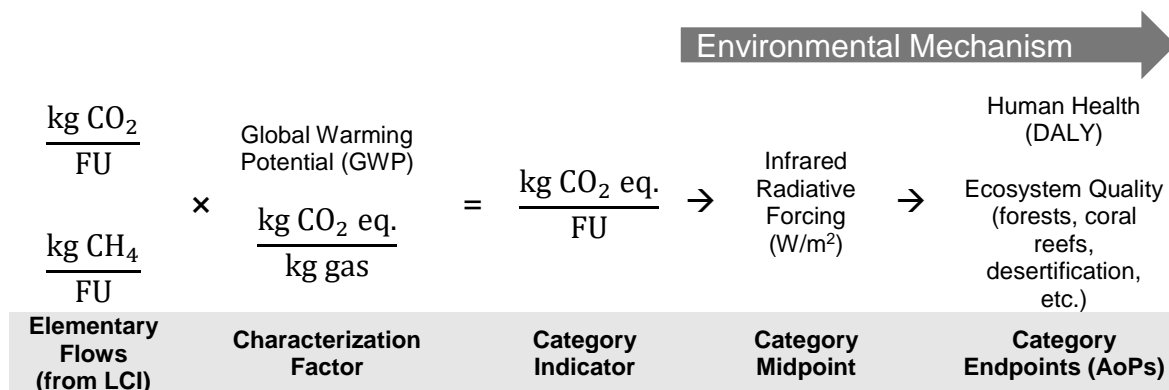 Environmental Mechanism
kg CO₂
FU
kg CH₄
FU
×
Global Warming
Potential (GWP)
kg CO₂ eq.
kg gas
=
kg CO₂ eq.
FU
→
Infrared
Radiative
Forcing
(W/m²)
→
Human Health
(DALY)
Ecosystem Quality
(forests, coral
reefs,
desertification,
etc.)
Elementary
Flows
(from LCI)
Characterization
Factor
Category
Indicator
Category
Midpoint
Category
Endpoints (AoPs)